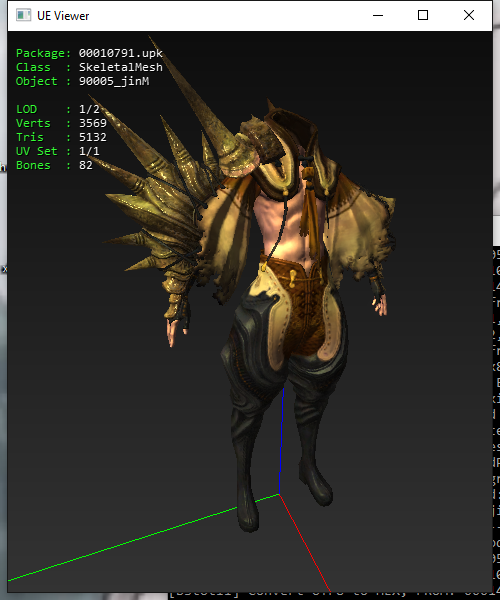 UE Viewer
Package: 00010791.upk
Class : SkeletalMesh
Object : 90005_jinM
LOD : 1/2
Verts : 3569
Tris : 5132
UV Set : 1/1
Bones : 82